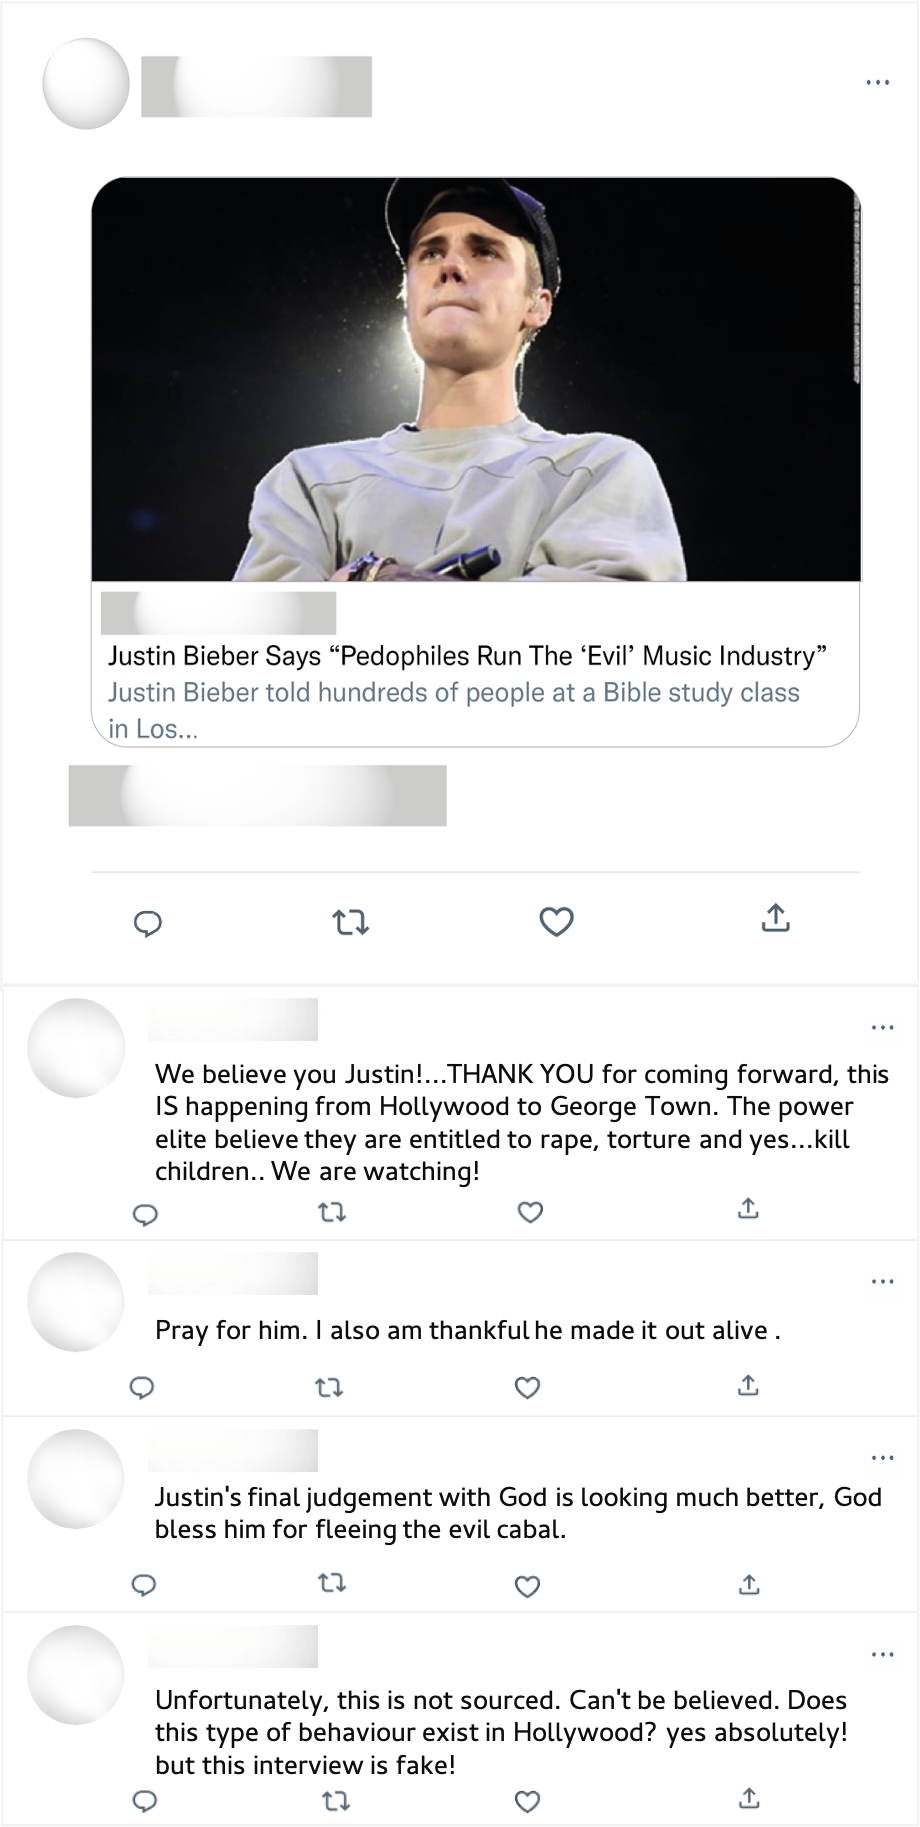 Justin Bieber Says “Pedophiles Run The ‘Evil’ Music Industry”
Justin Bieber told hundreds of people at a Bible study class
in Los...
We believe you Justin!...THANK YOU for coming forward, this
IS happening from Hollywood to George Town. The power
elite believe they are entitled to rape, torture and yes...kill
children.. We are watching!
Pray for him. I also am thankful he made it out alive .
Justin's final judgement with God is looking much better, God
bless him for fleeing the evil cabal.
Unfortunately, this is not sourced. Can't be believed. Does
this type of behaviour exist in Hollywood? yes absolutely!
but this interview is fake!